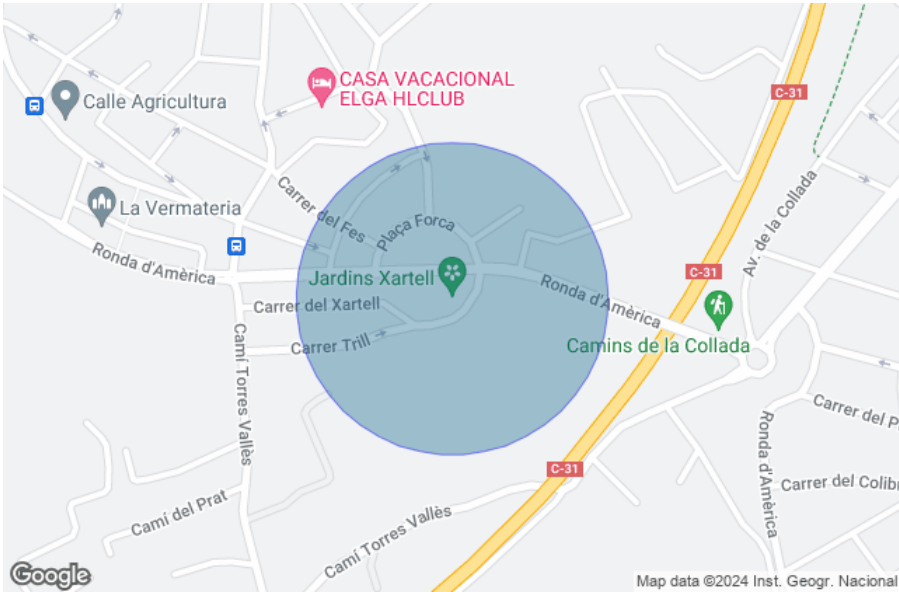 CASA VACACIONAL
ELGA HLCLUB
C-31
Calle Agricultura
Carrer del Fes
Plaça Forca
La Vermateria
Av. de la Collada
Ronda d'Amèrica
Jardins Xartell
C-31
Ronda d'Amèrica
Carrer del Xartell
Carrer Trill
Camins de la Collada
Camí Torres Vallès
Carrer del P
Ronda d'Amèrica
C-31
Carrer del Colibr
Camí del Prat
Camí Torres Vallès
Google
Map data ©2024 Inst. Geogr. Nacional